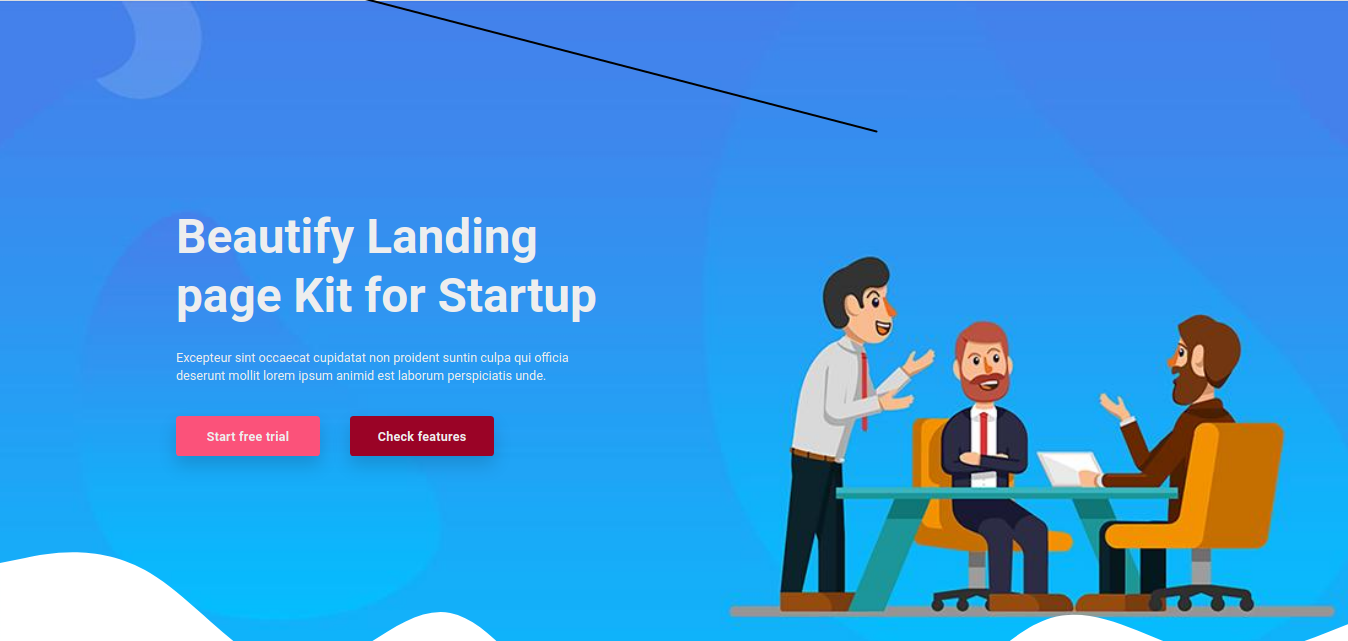 Beautify Landing
page Kit for Startup
Excepteur sint occaecat cupidatat non proident suntin culpa qui officia
deserunt mollit lorem ipsum animid est laborum perspiciatis unde.
Start free trial
Check features